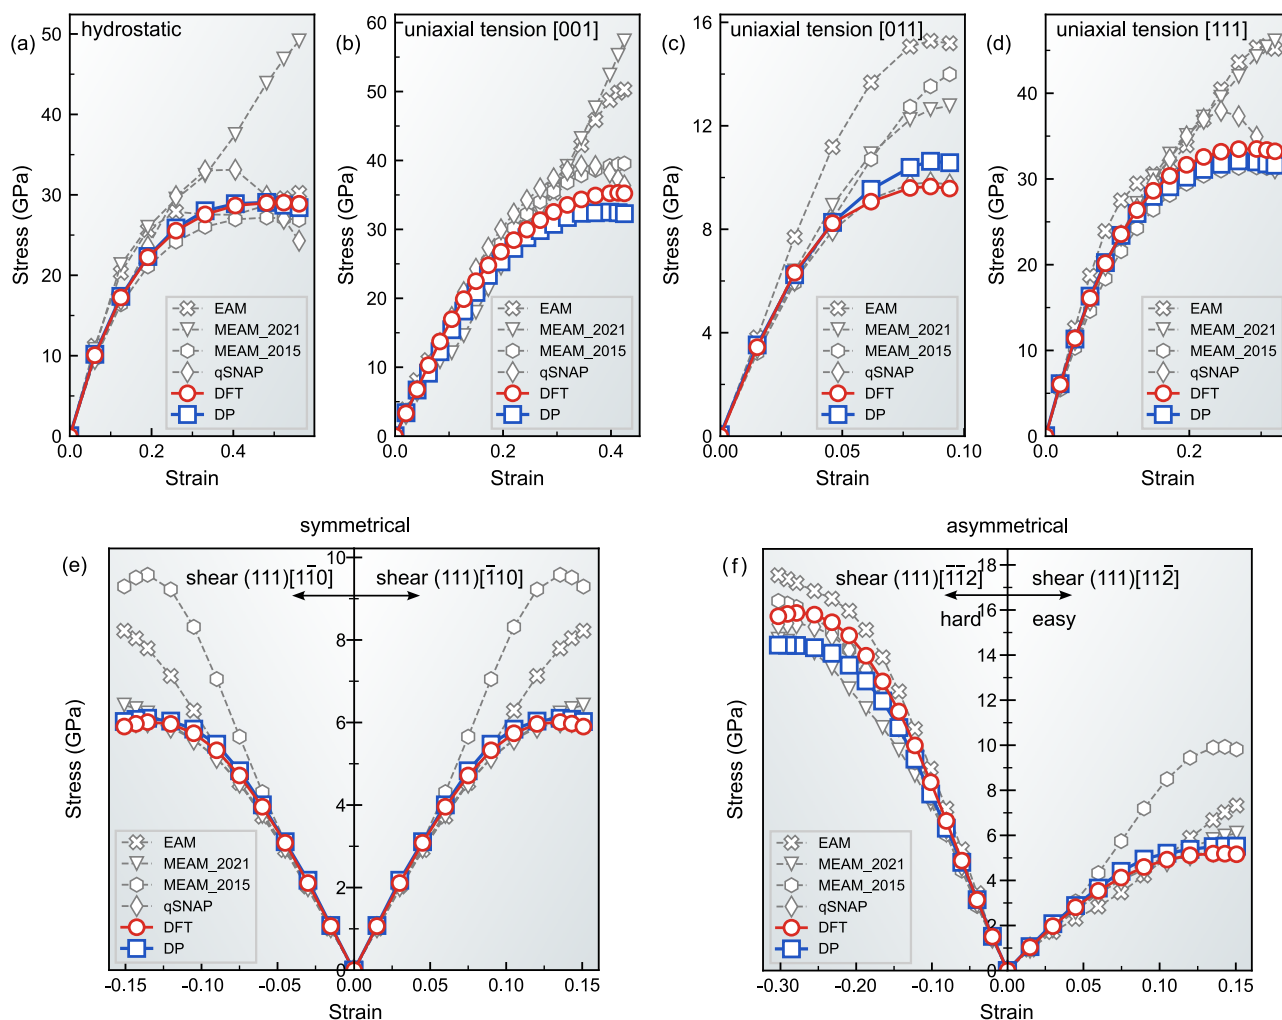 (a) hydrostatic
50
40
30
20
10
0
0.0 0.2 0.4
Stress (GPa)
Strain
EAM
MEAM_2021
MEAM_2015
qSNAP
DFT
DP
(b) uniaxial tension [001]
60
50
40
30
20
10
0
0.0 0.2 0.4
Stress (GPa)
Strain
EAM
MEAM_2021
MEAM_2015
qSNAP
DFT
DP
(c) uniaxial tension [011]
16
12
8
4
0
0.00 0.05 0.10
Stress (GPa)
Strain
EAM
MEAM_2021
MEAM_2015
qSNAP
DFT
DP
(d) uniaxial tension [111]
40
30
20
10
0
0.0 0.2
Stress (GPa)
Strain
EAM
MEAM_2021
MEAM_2015
qSNAP
DFT
DP
symmetrical
(e)
shear (111)[11̅0] shear (111)[1̅10]
10
8
6
4
2
0
-0.15 -0.10 -0.05 0.00 0.05 0.10 0.15
Stress (GPa)
Strain
EAM
MEAM_2021
MEAM_2015
qSNAP
DFT
DP
asymmetrical
(f)
shear (111)[1̅1̅2] shear (111)[112̅]
hard easy
18
16
14
12
10
8
6
4
2
0
-0.30 -0.20 -0.10 0.00 0.05 0.10 0.15
Stress (GPa)
Strain
EAM
MEAM_2021
MEAM_2015
qSNAP
DFT
DP